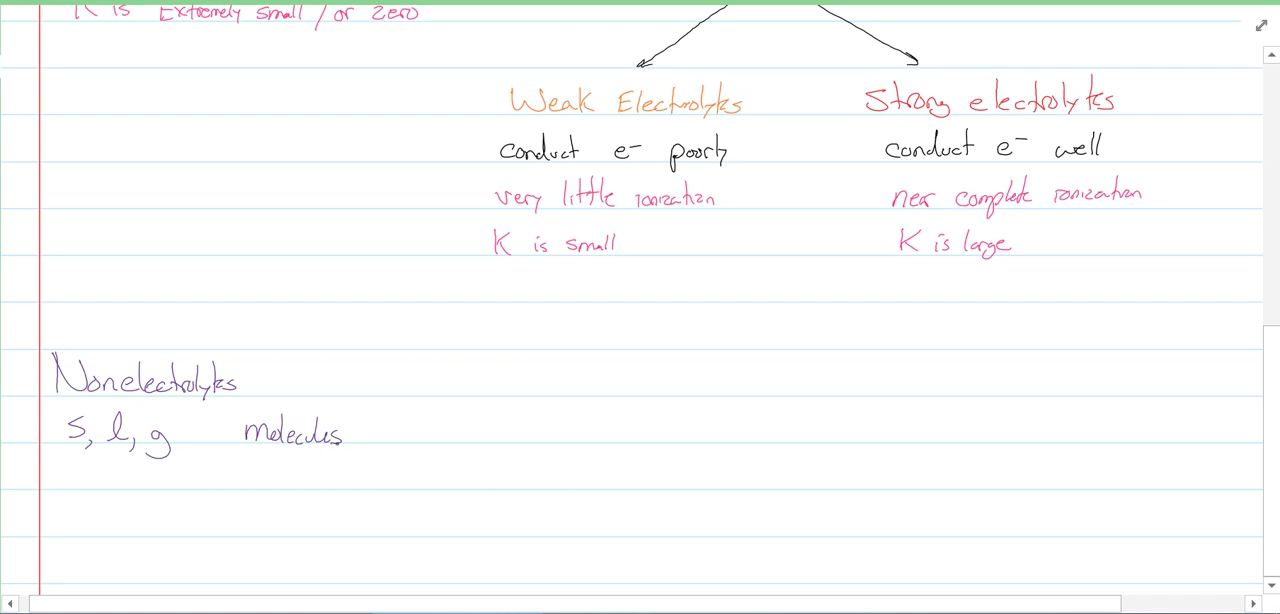 K is Extremely small / or zero
Weak Electrolytes
conduct e⁻ poorly
very little ionization
K is small
Strong electrolytes
conduct e⁻ well
near complete ionization
K is large
Nonelectrolytes
s, l, g molecules